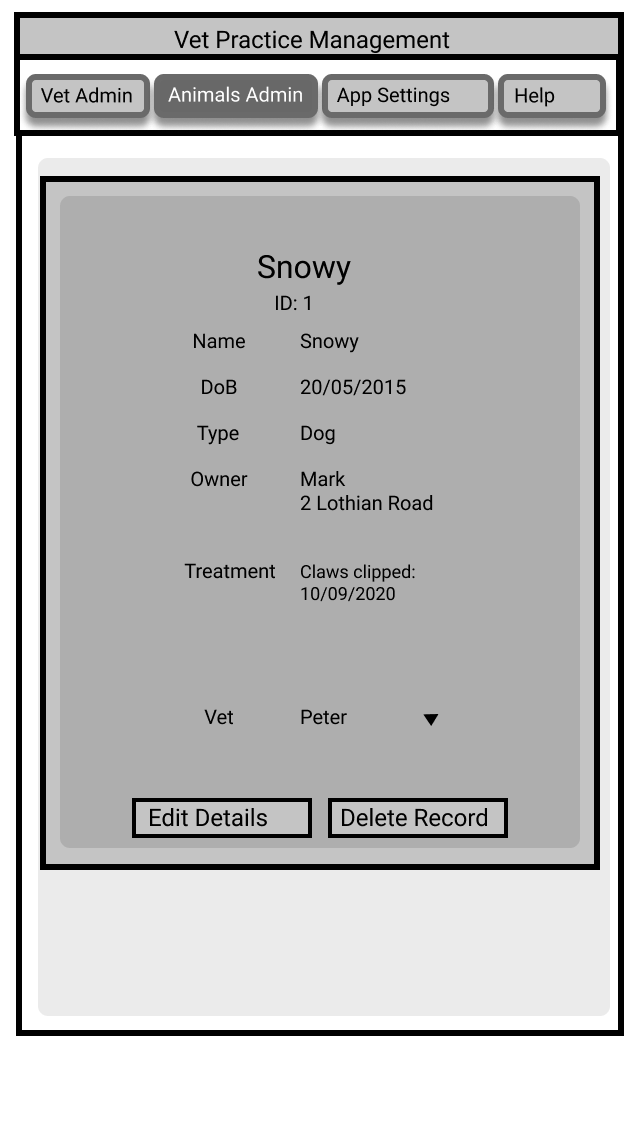 Vet Practice Management
Vet Admin Animals Admin App Settings Help
Snowy
ID: 1
Name Snowy
DoB 20/05/2015
Type Dog
Owner Mark
2 Lothian Road
Treatment Claws clipped:
10/09/2020
Vet Peter
Edit Details Delete Record